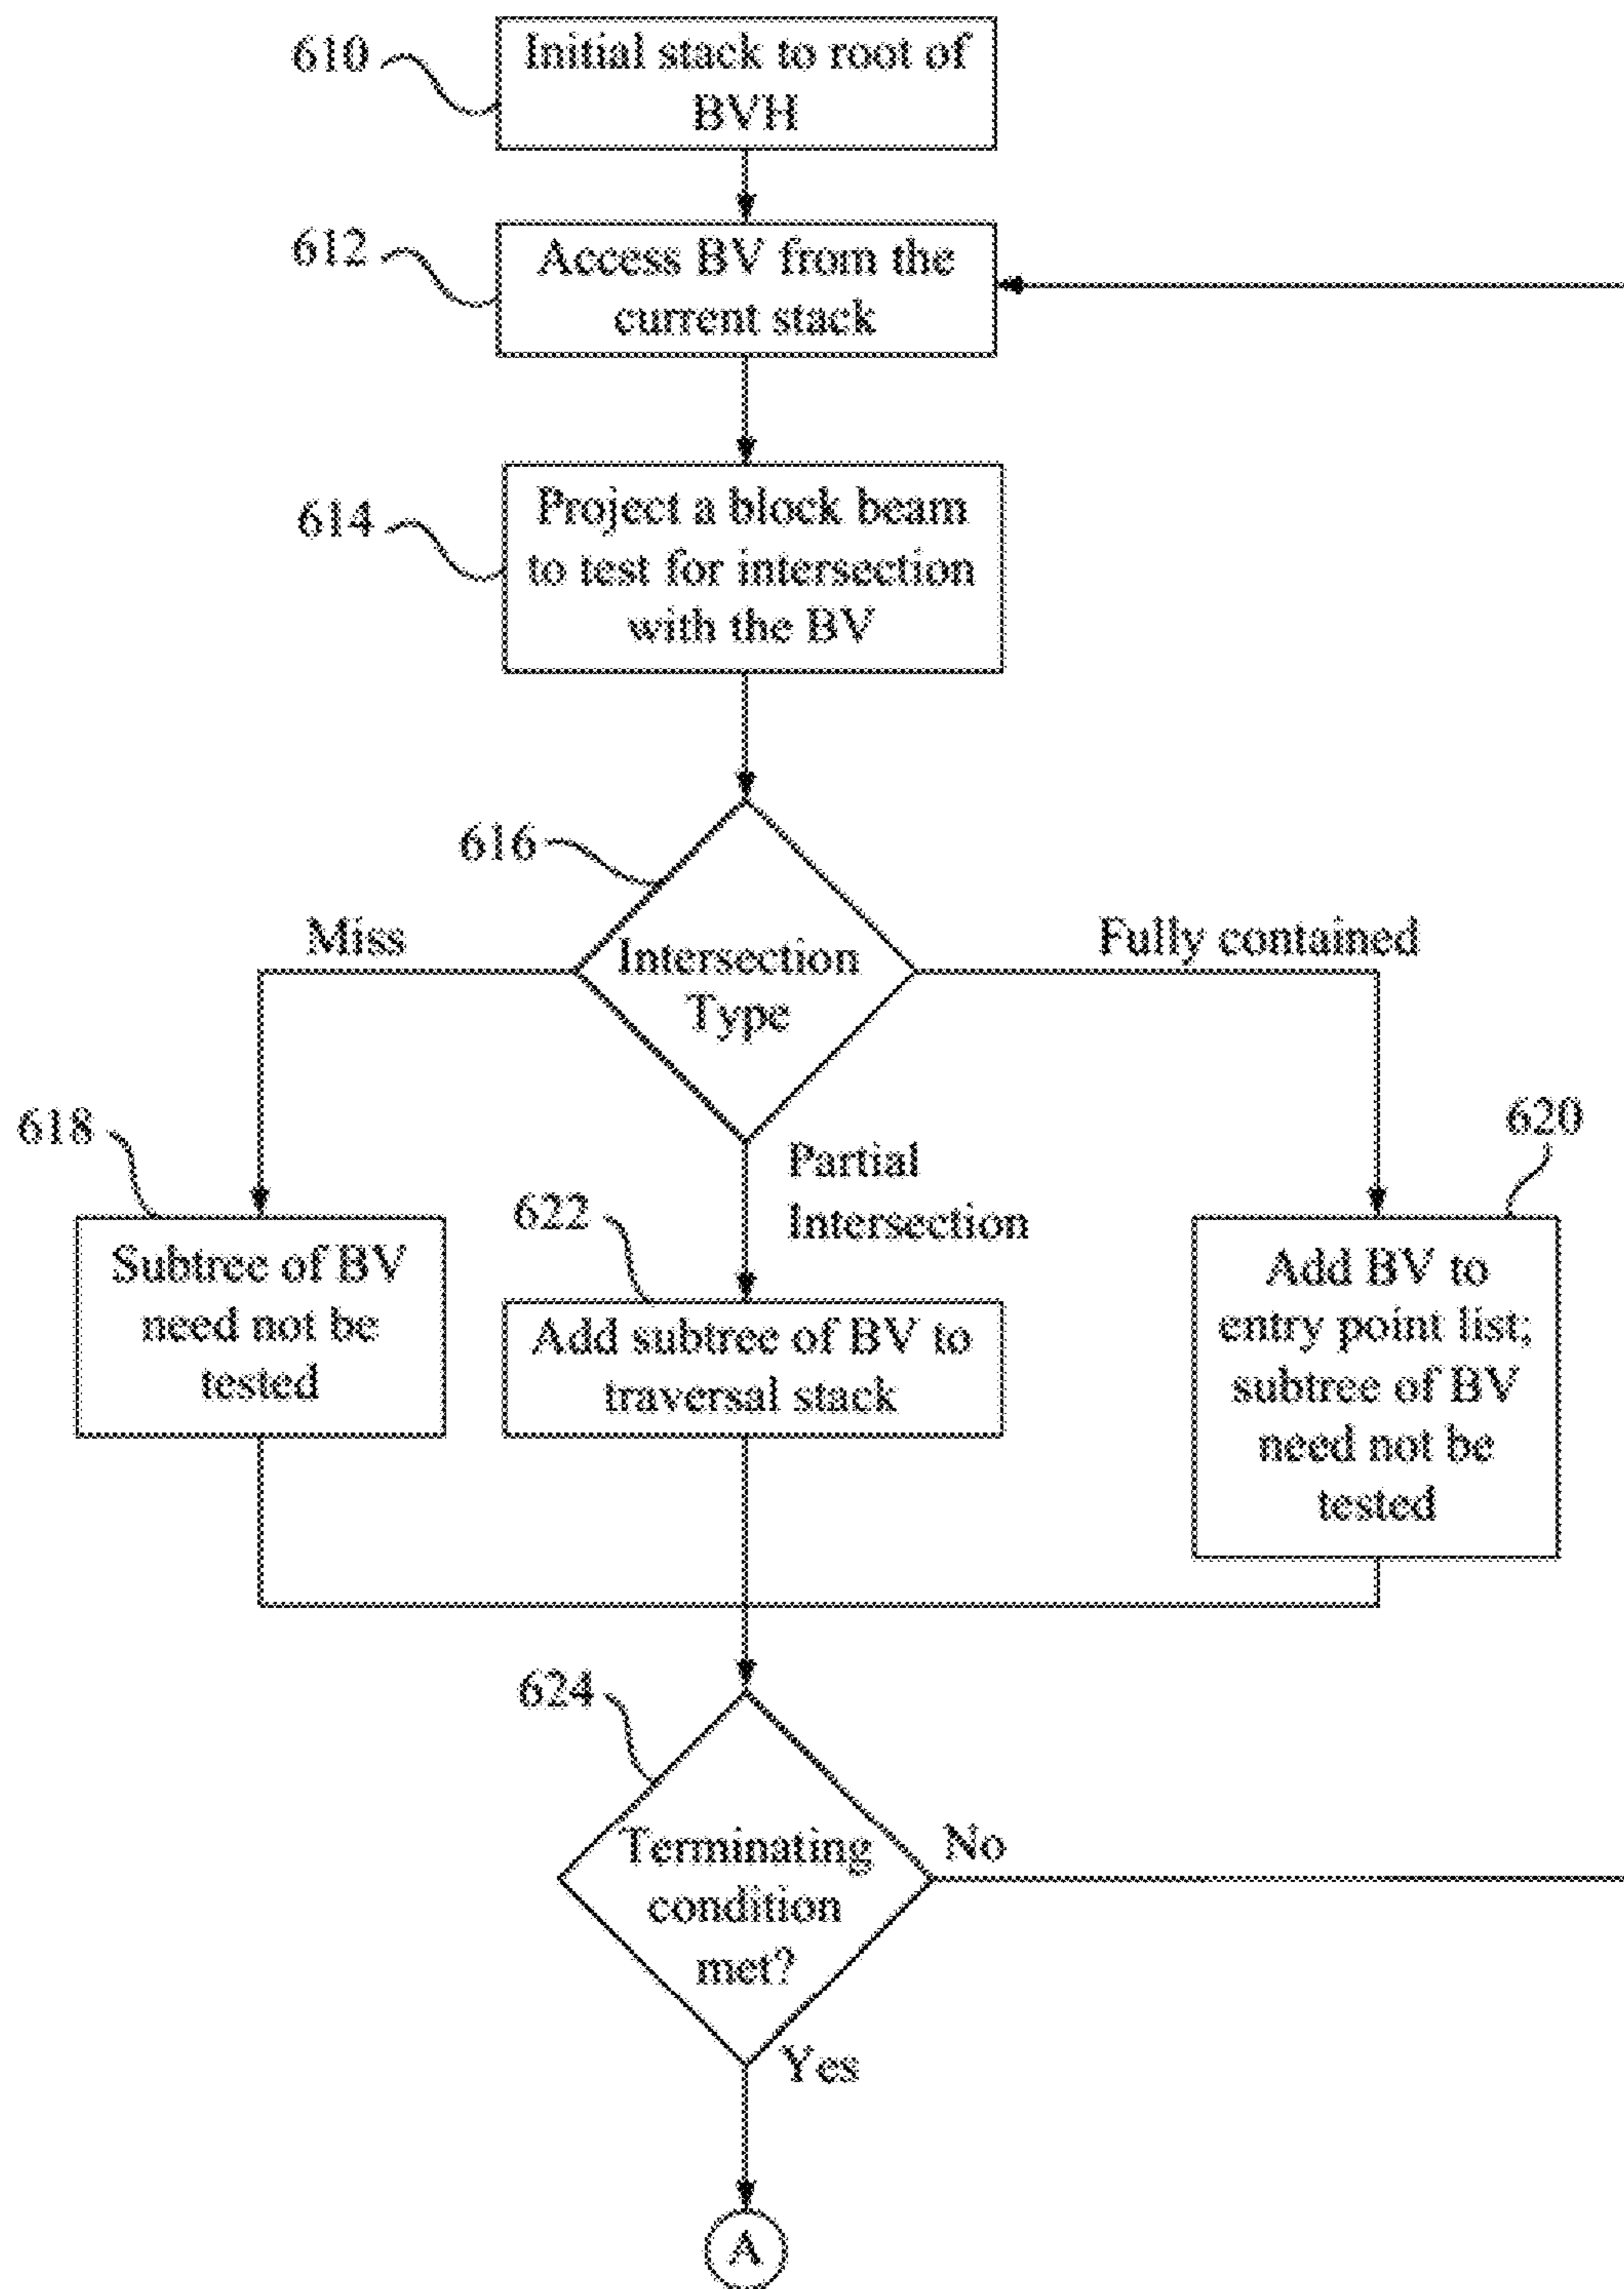 610
Initial stack to root of
BVH
612
Access BV from the
current stack
614
Project a block beam
to test for intersection
with the BV
616
Intersection
Type
Miss
Fully contained
Partial
Intersection
618
Subtree of BV
need not be
tested
622
Add subtree of BV to
traversal stack
620
Add BV to
entry point list;
subtree of BV
need not be
tested
624
Terminating
condition
met?
No
Yes
A